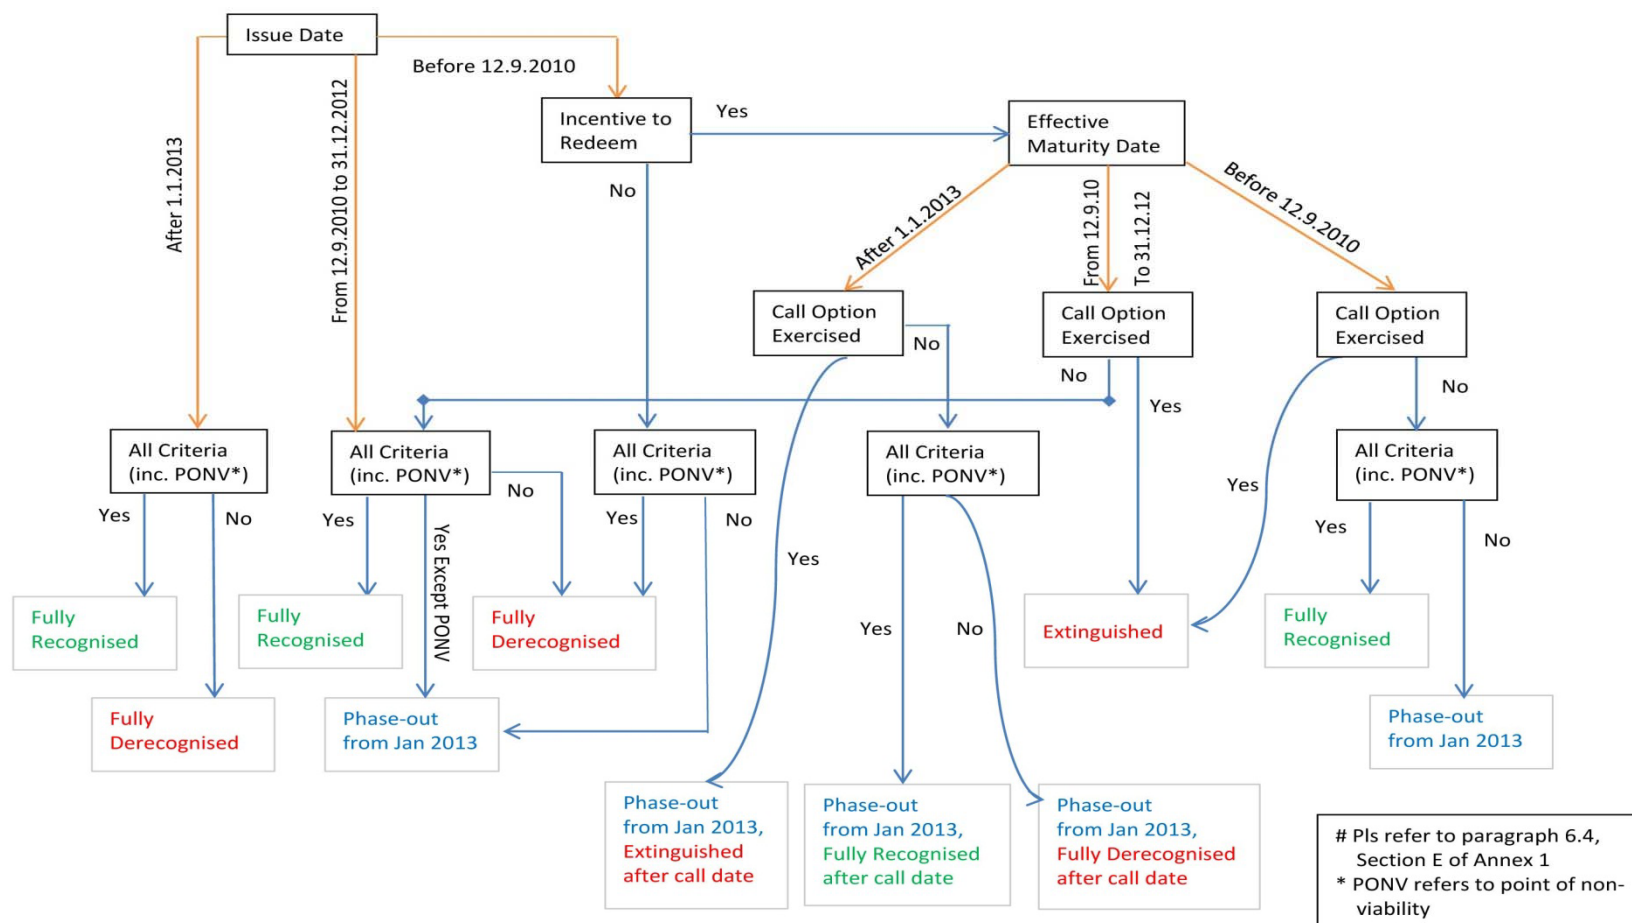 Issue Date
Before 12.9.2010
After 1.1.2013
From 12.9.2010 to 31.12.2012
Incentive to
Redeem
Yes
No
Effective
Maturity Date
After 1.1.2013
From 12.9.10
To 31.12.12
Before 12.9.2010
Call Option
Exercised
No
Yes
Call Option
Exercised
No
Yes
Call Option
Exercised
No
Yes
All Criteria
(inc. PONV*)
Yes
No
All Criteria
(inc. PONV*)
Yes
Yes Except PONV
No
All Criteria
(inc. PONV*)
Yes
No
All Criteria
(inc. PONV*)
Yes
No
All Criteria
(inc. PONV*)
Yes
No
Fully
Recognised
Fully
Recognised
Fully
Derecognised
Extinguished
Fully
Recognised
Fully
Derecognised
Phase-out
from Jan 2013
Phase-out
from Jan 2013
Phase-out
from Jan 2013,
Extinguished
after call date
Phase-out
from Jan 2013,
Fully Recognised
after call date
Phase-out
from Jan 2013,
Fully Derecognised
after call date
# Pls refer to paragraph 6.4,
Section E of Annex 1
* PONV refers to point of non-
viability